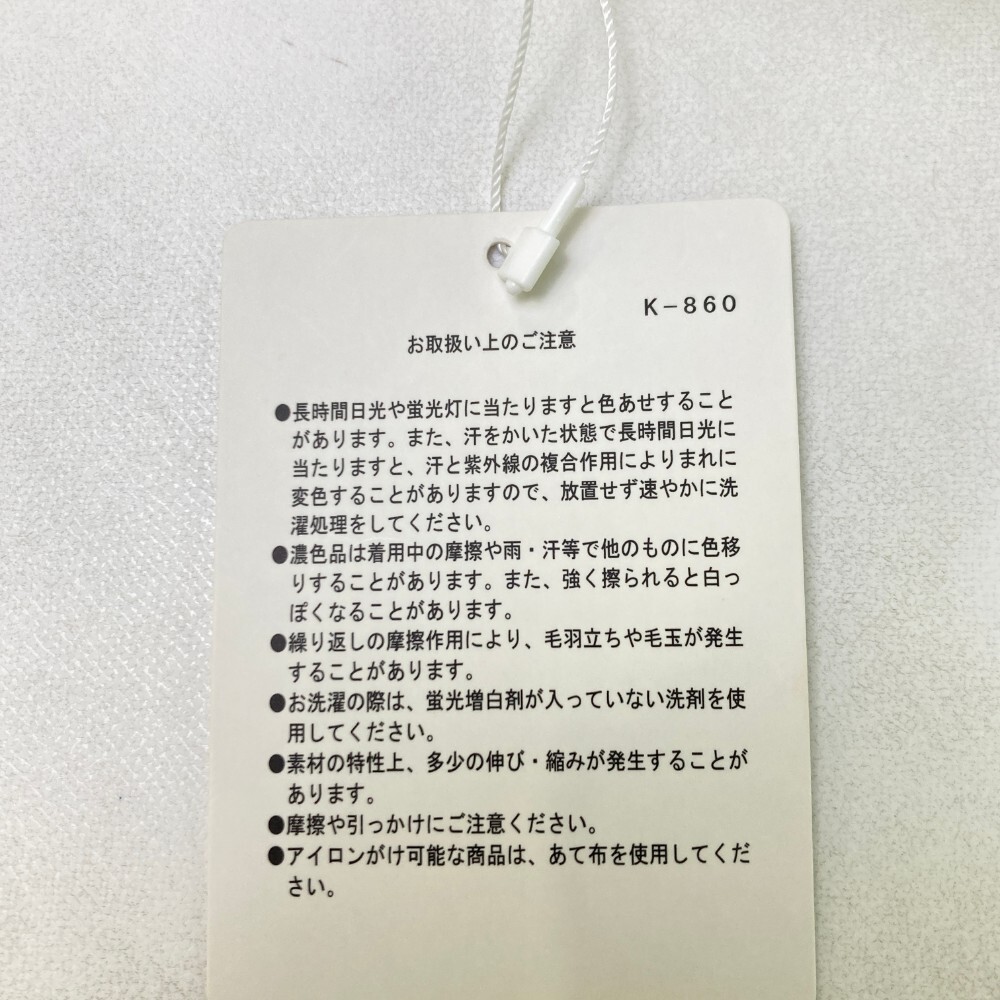 K-860
お取扱い上のご注意
●長時間日光や蛍光灯に当たりますと色あせすること
があります。また、汗をかいた状態で長時間日光に
当たりますと、汗と紫外線の複合作用によりまれに
変色することがありますので、放置せず速やかに洗
濯処理をしてください。
●濃色品は着用中の摩擦や雨・汗等で他のものに色移
りすることがあります。また、強く擦られると白っ
ぽくなることがあります。
●繰り返しの摩擦作用により、毛羽立ちや毛玉が発生
することがあります。
●お洗濯の際は、蛍光増白剤が入っていない洗剤を使
用してください。
●素材の特性上、多少の伸び・縮みが発生することが
あります。
●摩擦や引っかけにご注意ください。
●アイロンがけ可能な商品は、あて布を使用してくだ
さい。